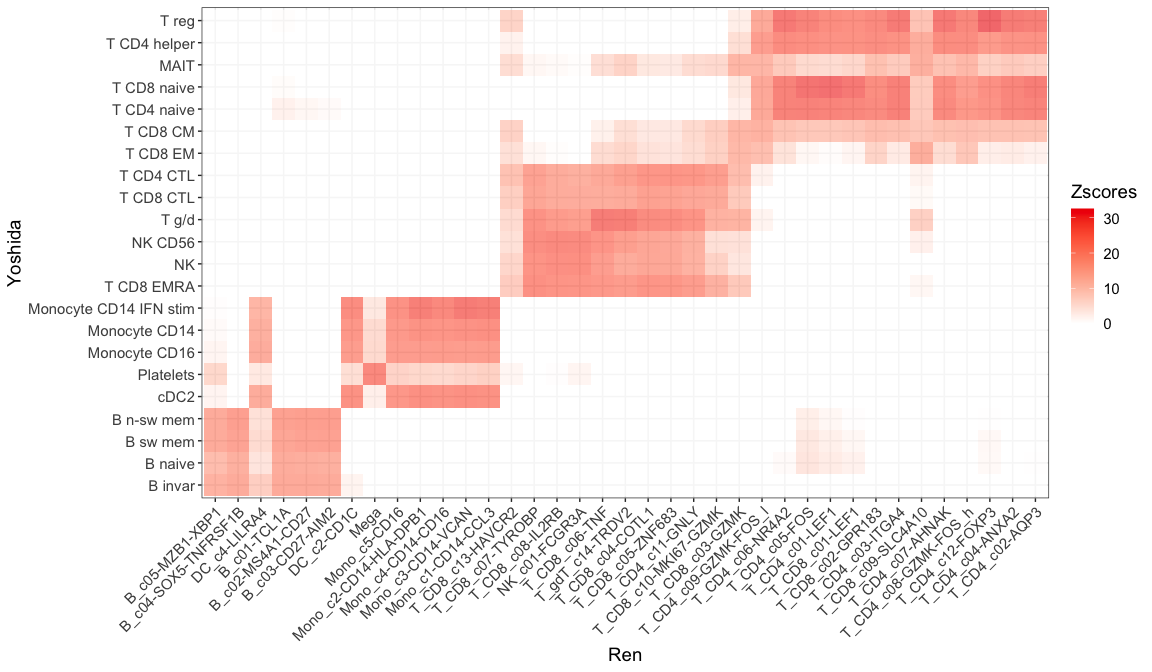 T reg
T CD4 helper
MAIT
T CD8 naive
T CD4 naive
T CD8 CM
T CD8 EM
T CD4 CTL
T CD8 CTL
T g/d
NK CD56
NK
T CD8 EMRA
Monocyte CD14 IFN stim
Monocyte CD14
Monocyte CD16
Platelets
cDC2
B n-sw mem
B sw mem
B naive
B invar
Yoshida
Zscores
30
20
10
0
B_c05-MZB1-XBP1
B_c04-SOX5-TNFRSF1B
DC_c4-LILRA4
B_c01-TCL1A
B_c02-MS4A1-CD27
B_c03-CD27-AIM2
DC_c2-CD1C
Mega
Mono_c5-CD16
Mono_c2-CD14-HLA-DPB1
Mono_c4-CD14-CD16
Mono_c3-CD14-VCAN
Mono_c1-CD14-CCL3
T_CD8_c13-HAVCR2
T_CD8_c07-TYROBP
T_CD8_c08-IL2RB
NK_c01-FCGR3A
T_CD8_c06-TNF
T_gdT_c14-TRDV2
T_CD8_c04-COTL1
T_CD8_c05-ZNF683
T_CD4_c11-GNLY
T_CD8_c10-MKI67-GZMK
T_CD8_c03-GZMK
T_CD4_c09-GZMK-FOS_l
T_CD4_c06-NR4A2
T_CD4_c05-FOS
T_CD4_c01-LEF1
T_CD8_c01-LEF1
T_CD8_c02-GPR183
T_CD4_c03-ITGA4
T_CD8_c09-SLC4A10
T_CD4_c07-AHNAK
T_CD4_c08-GZMK-FOS_h
T_CD4_c12-FOXP3
T_CD4_c04-ANXA2
T_CD4_c02-AQP3
Ren